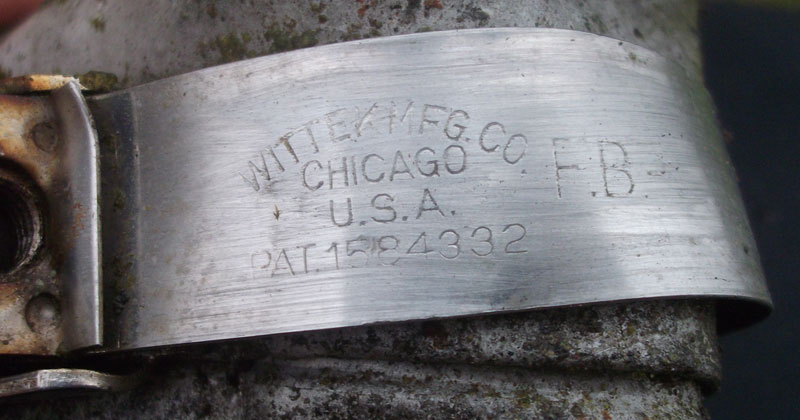 WITTEK MFG. CO.
CHICAGO
U.S.A.
PAT. 1584332
F.B.